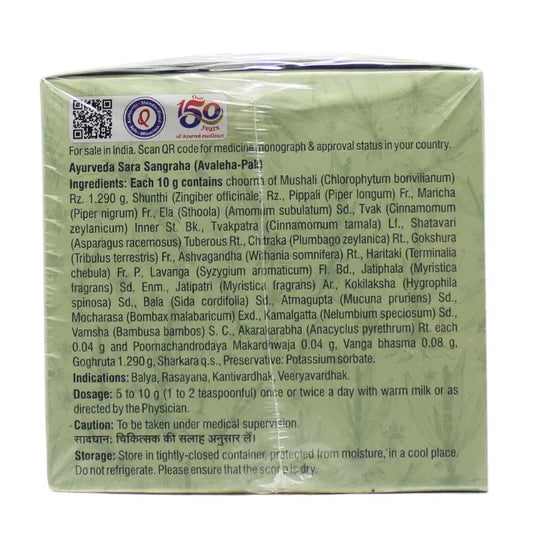 Over
150
Years
of Ayurved excellence
Q
For sale in India. Scan QR code for medicine, monograph & approval status in your country.
Ayurveda Sara Sangraha (Avaleha-Pak)
Ingredients: Each 10 g contains choorna of Mushali (Chlorophytum borivilianum)
Rz. 1.290 g, Shunthi (Zingiber officinale) Rz., Pippali (Piper longum) Fr., Maricha
(Piper nigrum) Fr., Ela (Sthoola) (Amomum subulatum) Sd., Tvak (Cinnamomum
zeylanicum) Inner St. Bk., Tvakpatra (Cinnamomum tamala) Lf., Shatavari
(Asparagus racemosus) Tuberous Rt., Chitraka (Plumbago zeylanica) Rt., Gokshura
(Tribulus terrestris) Fr., Ashvagandha (Withania somnifera) Rt., Haritaki (Terminalia
chebula) Fr. P., Lavanga (Syzygium aromaticum) Fl. Bd., Jatiphala (Myristica
fragrans) Sd. Enm., Jatipatri (Myristica fragrans) Ar., Kokilaksha (Hygrophila
spinosa) Sd., Bala (Sida cordifolia) Sd., Atmagupta (Mucuna pruriens) Sd.,
Mocharasa (Bombax malabaricum) Exd., Kamalgatta (Nelumbium speciosum) Sd.,
Vamsha (Bambusa bambos) S. C., Akarakarabha (Anacyclus pyrethrum) Rt. each
0.04 g and Poornachandrodaya Makardhwaja 0.04 g, Vanga bhasma 0.08 g,
Goghruta 1.290 g, Sharkara q.s., Preservative: Potassium sorbate.
Indications: Balya, Rasayana, Kantivardhak, Veeryavardhak.
Dosage: 5 to 10 g (1 to 2 teaspoonful) once or twice a day with warm milk or as
directed by the Physician.
Caution: To be taken under medical supervision.
सावधान: चिकित्सक की सलाह अनुसार लें।
Storage: Store in tightly-closed container, protected from moisture, in a cool place.
Do not refrigerate. Please ensure that the scoop is dry.